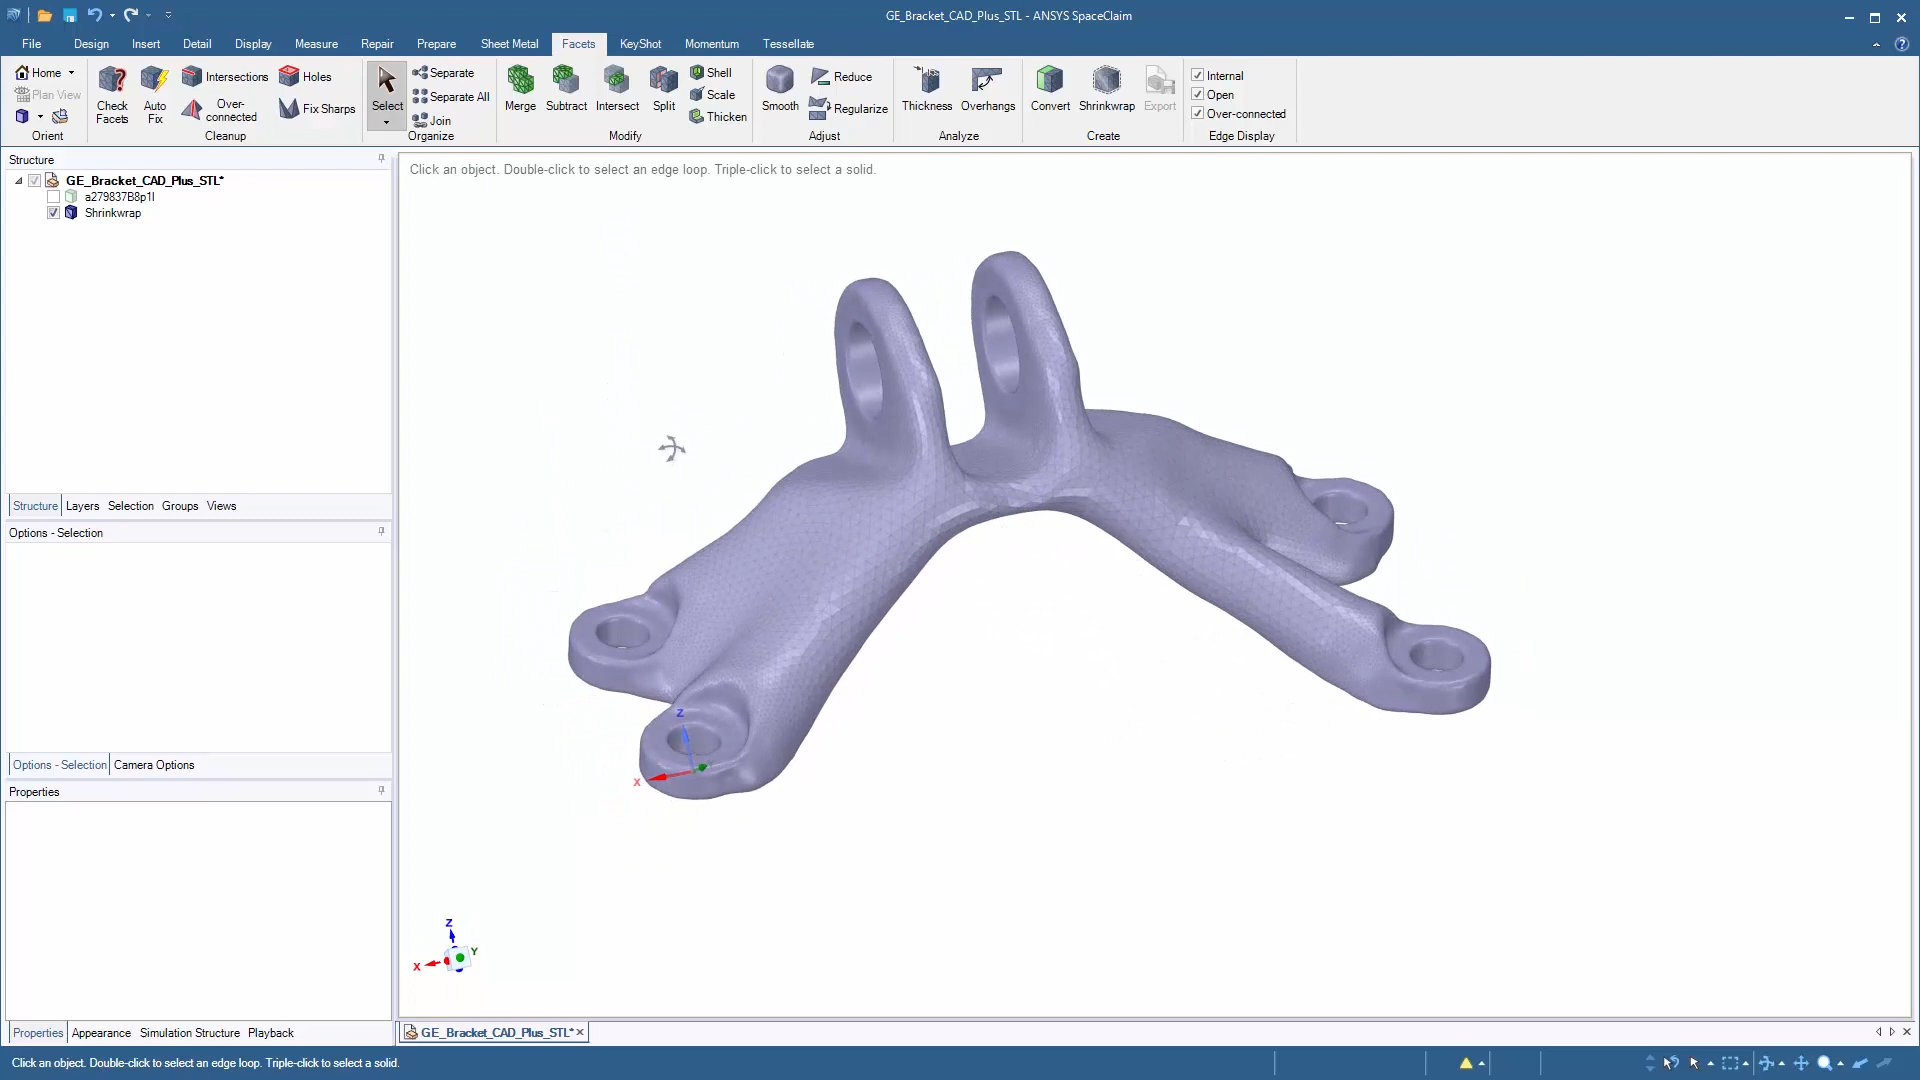 GE_Bracket_CAD_Plus_STL - ANSYS SpaceClaim
File Design Insert Detail Display Measure Repair Prepare Sheet Metal Facets KeyShot Momentum Tessellate
Home
Plan View
Orient
Check Facets
Auto Fix
Intersections
Over-connected
Holes
Fix Sharps
Cleanup
Select
Separate
Separate All
Join
Organize
Merge
Subtract
Intersect
Split
Shell
Scale
Thicken
Modify
Smooth
Reduce
Regularize
Adjust
Thickness
Overhangs
Analyze
Convert
Shrinkwrap
Export
Create
Internal
Open
Over-connected
Edge Display
Structure
GE_Bracket_CAD_Plus_STL*
a279837B8p1l
Shrinkwrap
Structure Layers Selection Groups Views
Options - Selection
Options - Selection Camera Options
Properties
Properties Appearance Simulation Structure Playback
Click an object. Double-click to select an edge loop. Triple-click to select a solid.
Z
X
Z
Y
X
GE_Bracket_CAD_Plus_STL*
Click an object. Double-click to select an edge loop. Triple-click to select a solid.